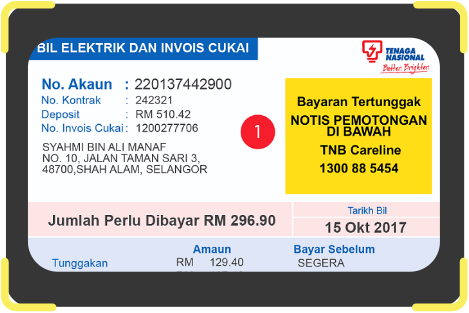 BIL ELEKTRIK DAN INVOIS CUKAI
TENAGA
NASIONAL
Better. Brighter.
No. Akaun : 220137442900
No. Kontrak : 242321
Deposit : RM 510.42
No. Invois Cukai : 1200277706
SYAHMI BIN ALI MANAF
NO. 10, JALAN TAMAN SARI 3,
48700,SHAH ALAM, SELANGOR
1
Bayaran Tertunggak
NOTIS PEMOTONGAN
DI BAWAH
TNB Careline
1300 88 5454
Jumlah Perlu Dibayar RM 296.90
Tarikh Bil
15 Okt 2017
Amaun Bayar Sebelum
Tunggakan RM 129.40 SEGERA